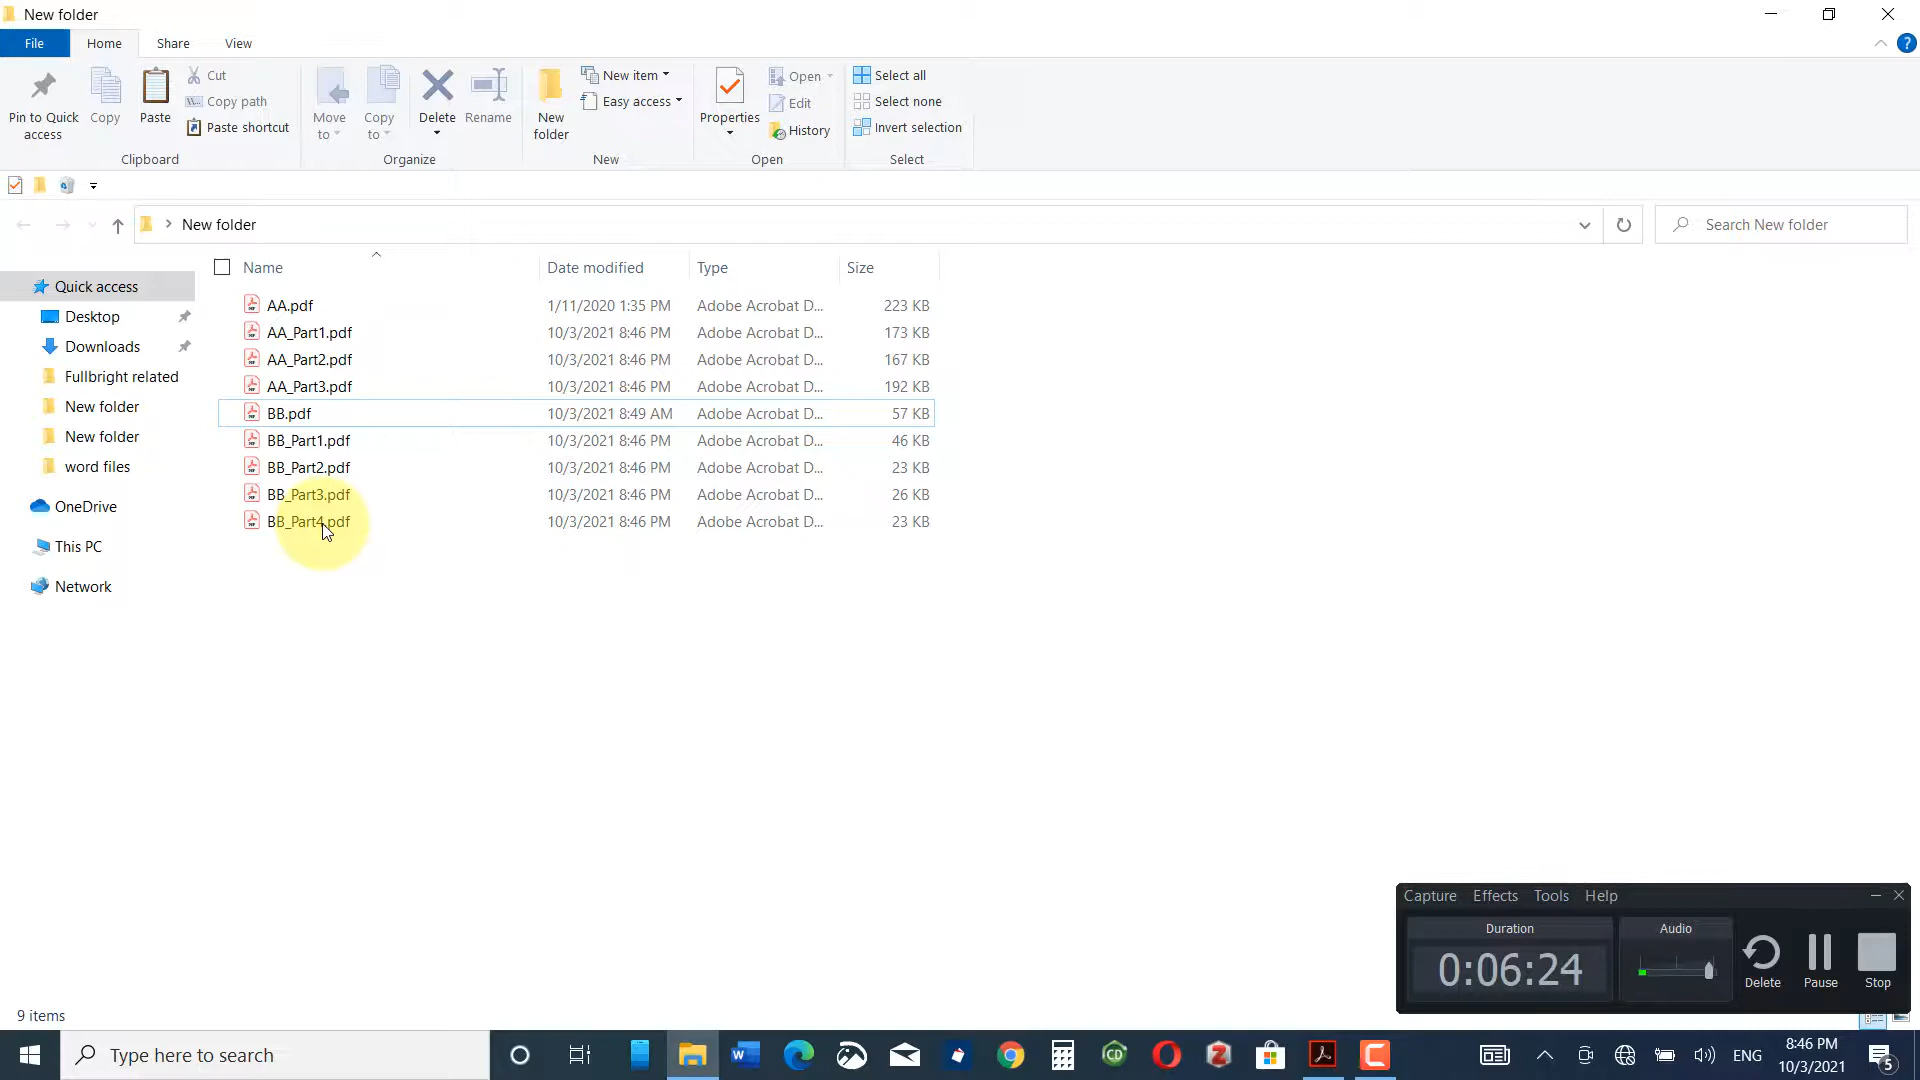 New folder
File Home Share View
Pin to Quick access
Copy
Paste
Cut
Copy path
Paste shortcut
Clipboard
Move to
Copy to
Delete
Rename
Organize
New folder
New item
Easy access
New
Properties
Open
Edit
History
Open
Select all
Select none
Invert selection
Select
New folder
Search New folder
Name Date modified Type Size
Quick access
Desktop
Downloads
Fullbright related
New folder
New folder
word files
OneDrive
This PC
Network
AA.pdf 1/11/2020 1:35 PM Adobe Acrobat D... 223 KB
AA_Part1.pdf 10/3/2021 8:46 PM Adobe Acrobat D... 173 KB
AA_Part2.pdf 10/3/2021 8:46 PM Adobe Acrobat D... 167 KB
AA_Part3.pdf 10/3/2021 8:46 PM Adobe Acrobat D... 192 KB
BB.pdf 10/3/2021 8:49 AM Adobe Acrobat D... 57 KB
BB_Part1.pdf 10/3/2021 8:46 PM Adobe Acrobat D... 46 KB
BB_Part2.pdf 10/3/2021 8:46 PM Adobe Acrobat D... 23 KB
BB_Part3.pdf 10/3/2021 8:46 PM Adobe Acrobat D... 26 KB
BB_Part4.pdf 10/3/2021 8:46 PM Adobe Acrobat D... 23 KB
Capture Effects Tools Help
Duration
0:06:24
Audio
Delete
Pause
Stop
9 items
Type here to search
ENG
8:46 PM
10/3/2021
5